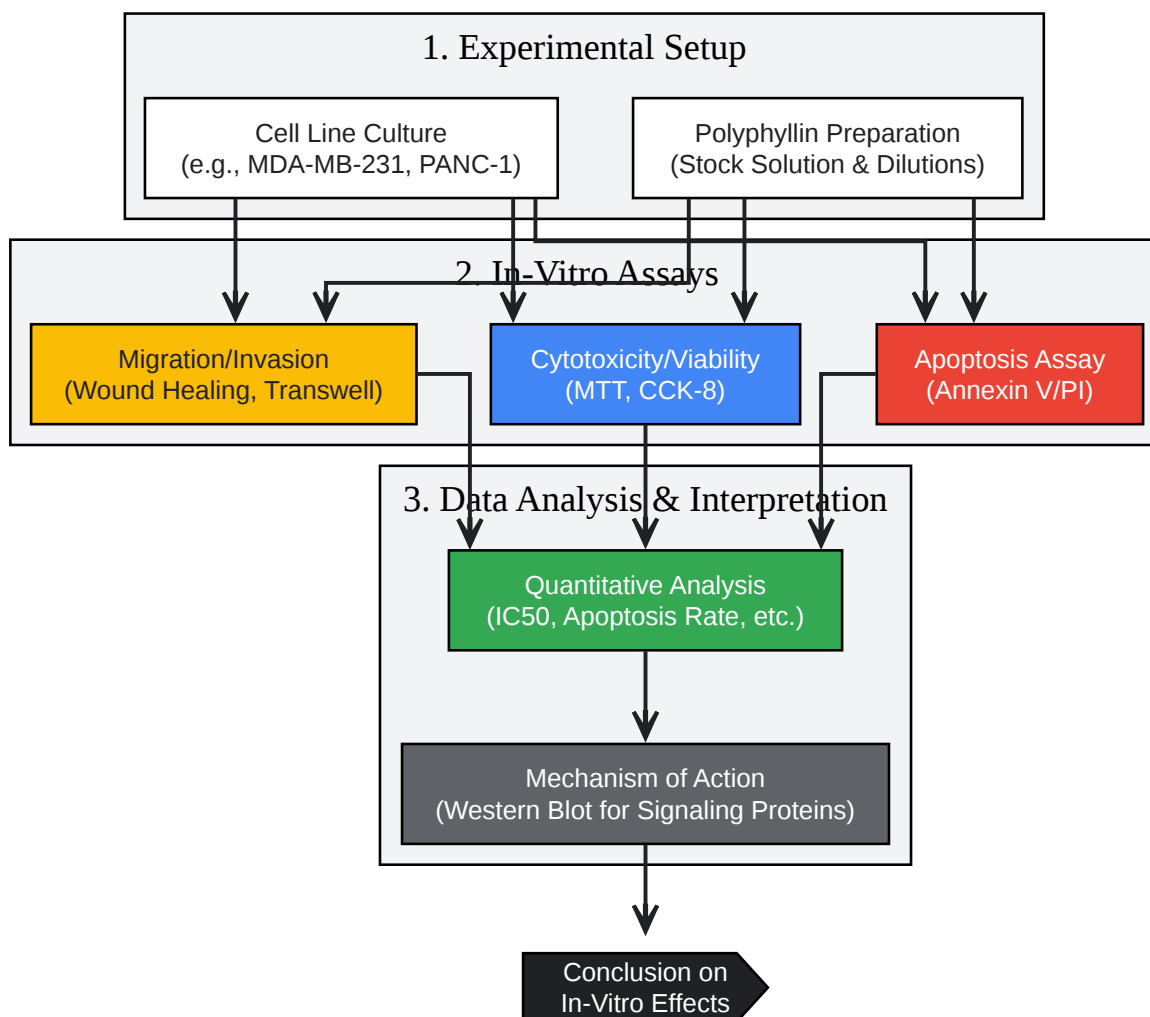 1. Experimental Setup
Cell Line Culture
(e.g., MDA-MB-231, PANC-1)
Polyphyllin Preparation
(Stock Solution & Dilutions)
2. In-Vitro Assays
Migration/Invasion
(Wound Healing, Transwell)
Cytotoxicity/Viability
(MTT, CCK-8)
Apoptosis Assay
(Annexin V/PI)
3. Data Analysis & Interpretation
Quantitative Analysis
(IC50, Apoptosis Rate, etc.)
Mechanism of Action
(Western Blot for Signaling Proteins)
Conclusion on
In-Vitro Effects